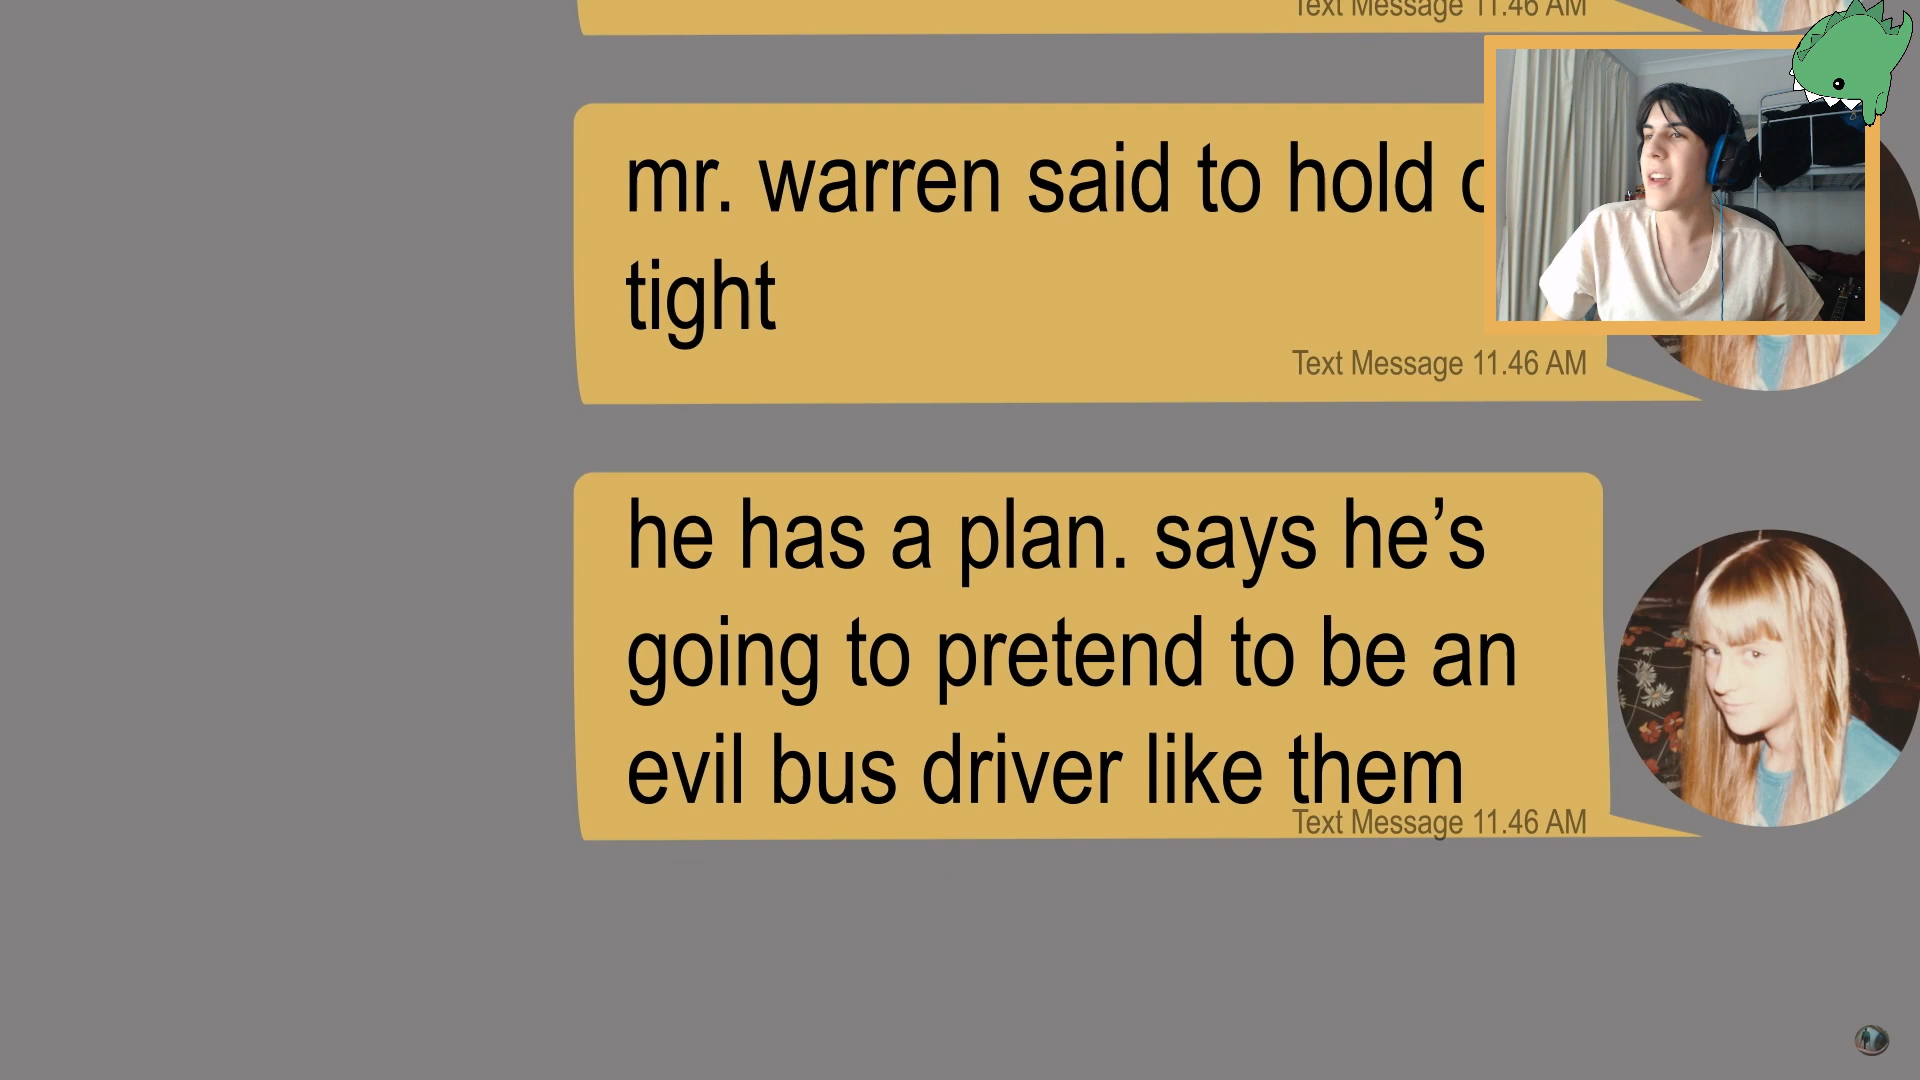 Text Message 11.46 AM
mr. warren said to hold
tight
Text Message 11.46 AM
he has a plan. says he’s
going to pretend to be an
evil bus driver like them
Text Message 11.46 AM